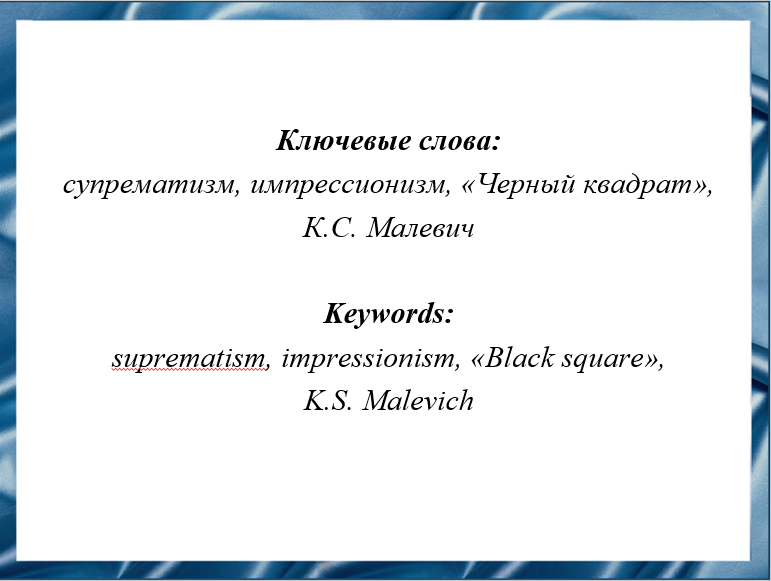 Ключевые слова:
супрематизм, импрессионизм, «Черный квадрат»,
К.С. Малевич
Keywords:
suprematism, impressionism, «Black square»,
K.S. Malevich